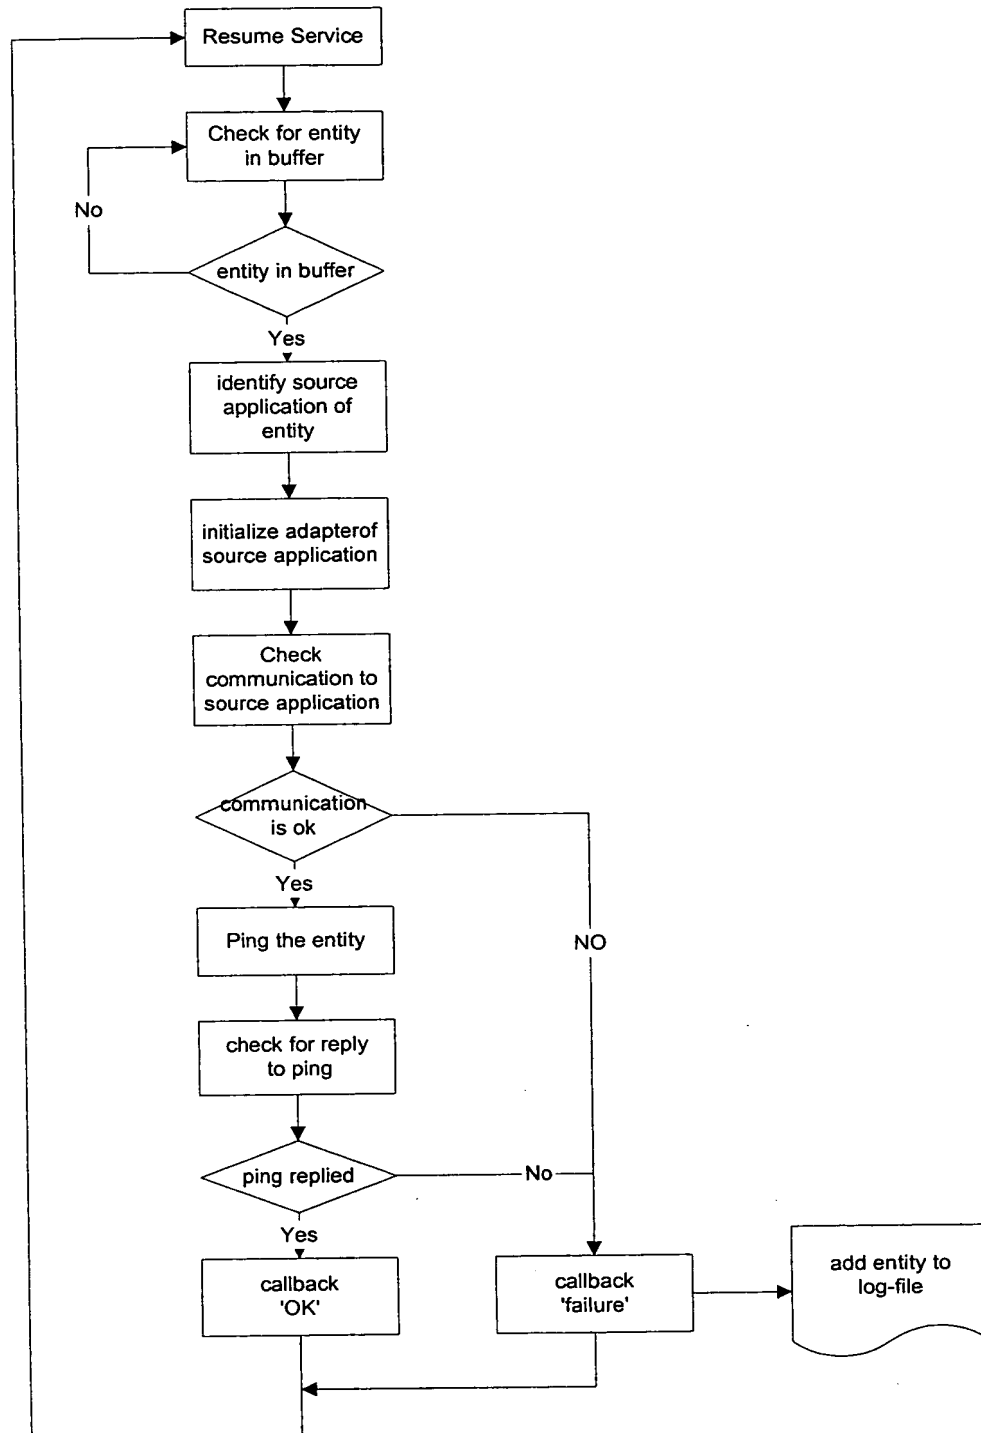 Resume Service
Check for entity
in buffer
No
entity in buffer
Yes
identify source
application of
entity
initialize adapterof
source application
Check
communication to
source application
communication
is ok
Yes
Ping the entity
NO
check for reply
to ping
ping replied
No
Yes
callback
'OK'
callback
'failure'
add entity to
log-file